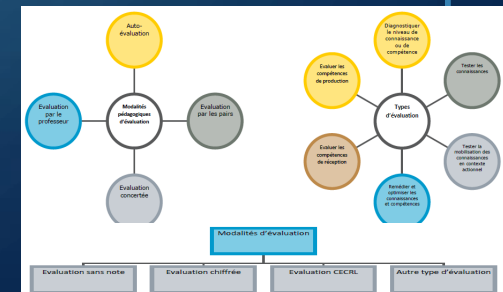 Auto-
évaluation
Evaluation
par le
professeur
Modalités
pédagogiques
d'évaluation
Evaluation
par les pairs
Evaluation
concertée
Diagnostiquer
le niveau de
connaissance
ou de
compétence
Evaluer les
compétences
de production
Tester les
connaissances
Types
d'évaluation
Evaluer les
compétences
de réception
Tester la
mobilisation des
connaissances
en contexte
actionnel
Remédier et
optimiser les
connaissances
et compétences
Modalités d'évaluation
Evaluation sans note
Evaluation chiffrée
Evaluation CECRL
Autre type d'évaluation